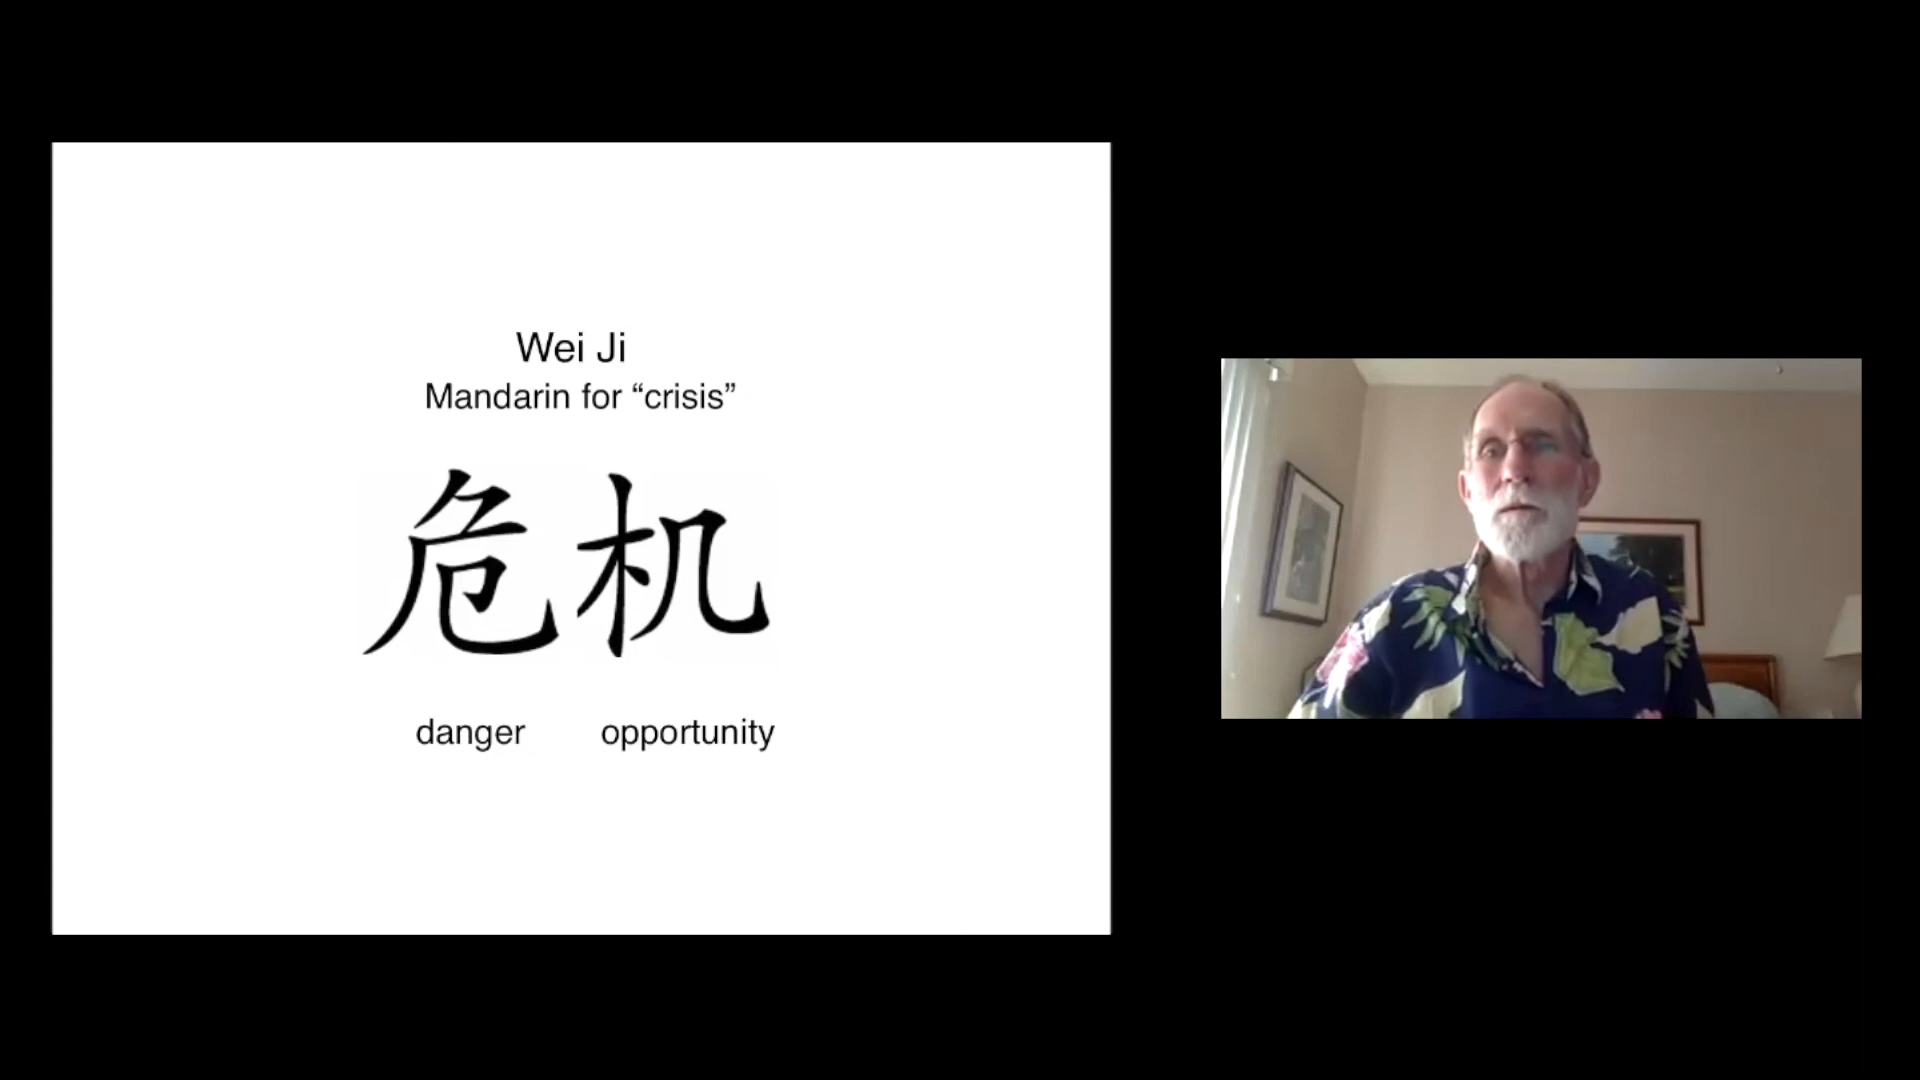 Wei Ji
Mandarin for “crisis”
危机
danger opportunity